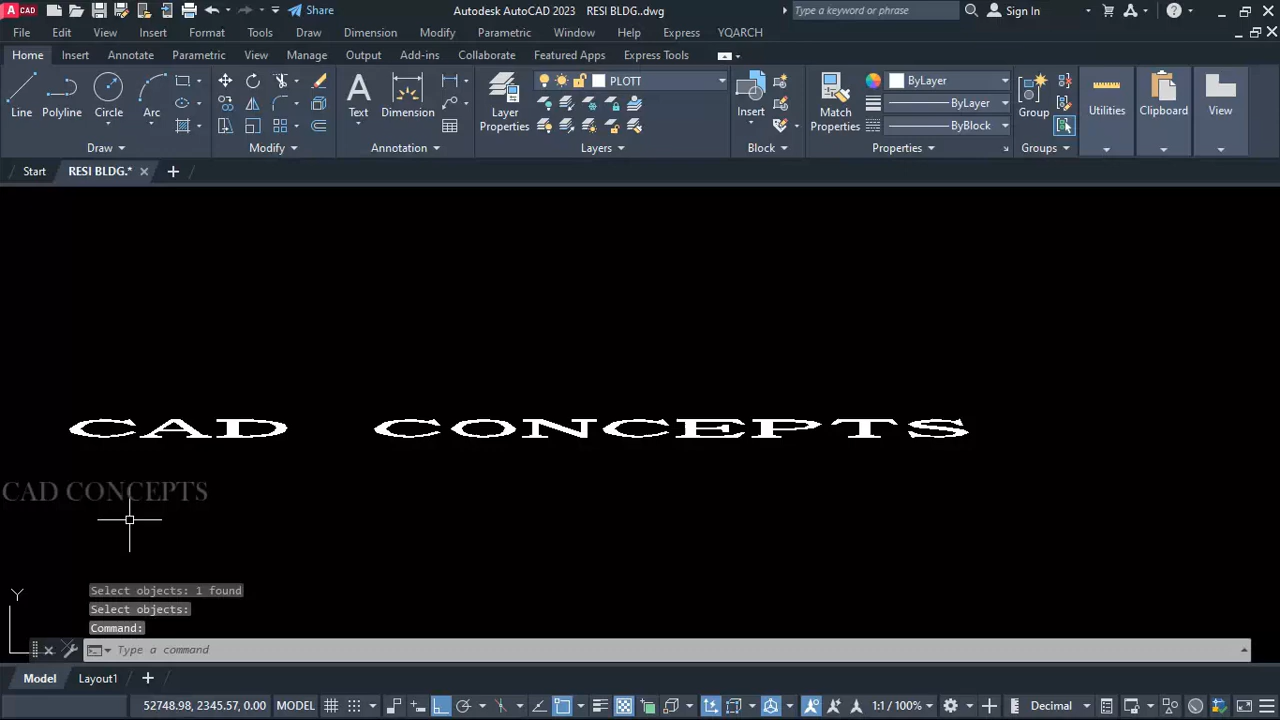 CAD
Share
Autodesk AutoCAD 2023 RESI BLDG..dwg
Type a keyword or phrase
Sign In
File Edit View Insert Format Tools Draw Dimension Modify Parametric Window Help Express YQARCH
Home Insert Annotate Parametric View Manage Output Add-ins Collaborate Featured Apps Express Tools
PLOTT
ByLayer
ByLayer
ByBlock
Line Polyline Circle Arc
Text Dimension
Layer Properties
Insert
Match Properties
Group
Utilities Clipboard View
Draw Modify Annotation Layers Block Properties Groups
Start RESI BLDG.*
CAD CONCEPTS
CAD CONCEPTS
Y
Select objects: 1 found
Select objects:
Command:
Type a command
Model Layout1
52748.98, 2345.57, 0.00 MODEL 1:1 / 100% Decimal